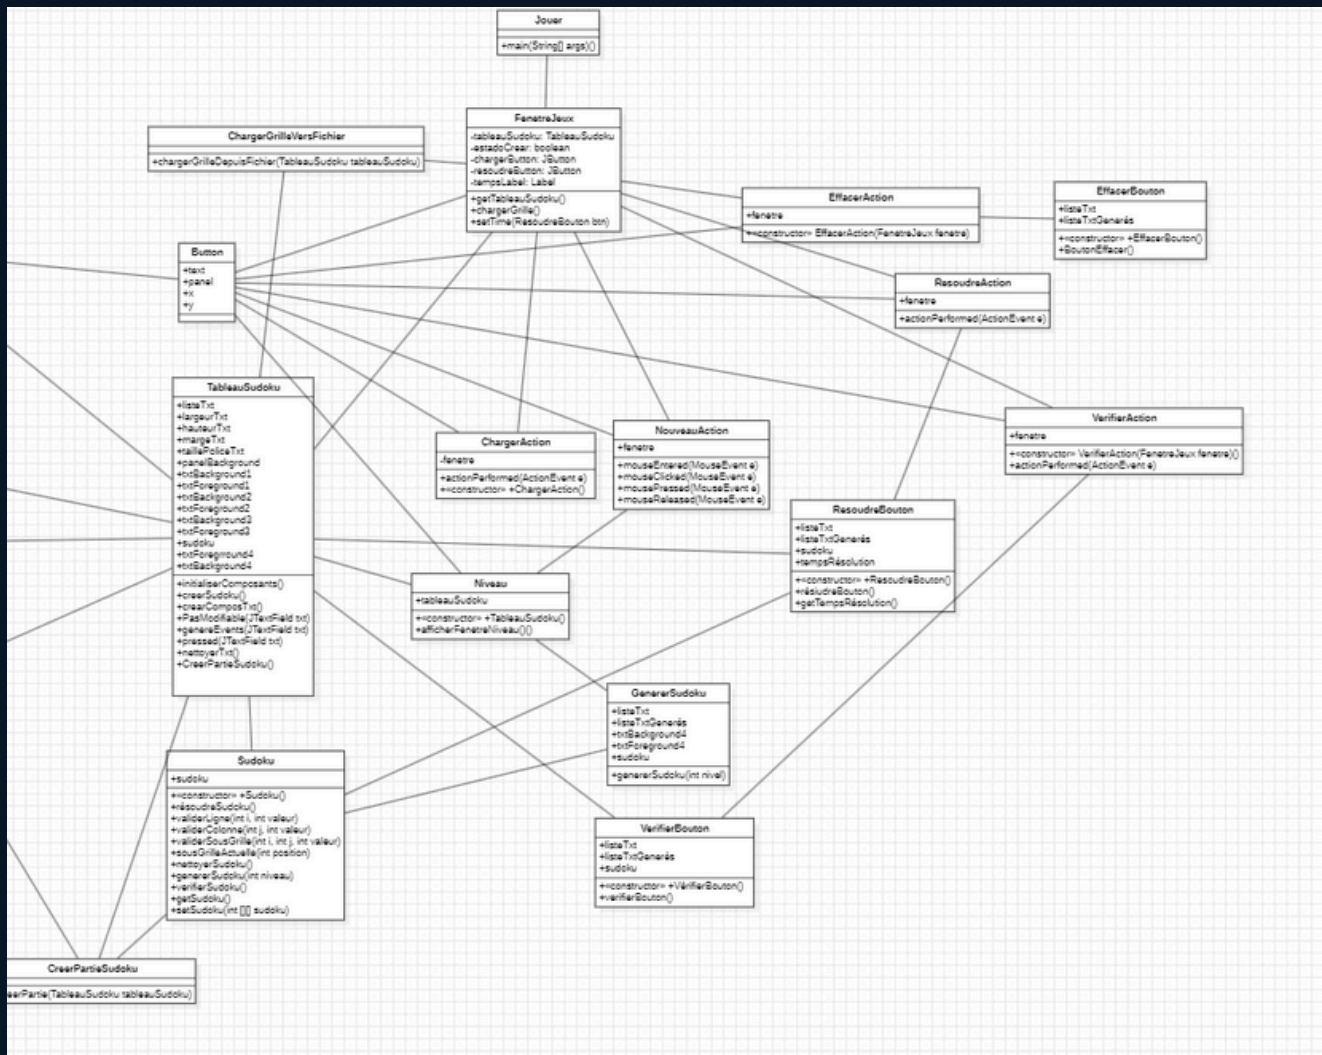 Jouer
+main(String[] args)()
FenetreJeux
-tableauSudoku: TableauSudoku
-estadoCrear: boolean
-chargerButton: JButton
-resoudreButton: JButton
-tempsLabel: Label
+getTableauSudoku()
+chargerGrille()
+setTime(ResoudreBouton btn)
ChargerGrilleVersFichier
+chargerGrilleDepuisFichier(TableauSudoku tableauSudoku)
EffacerAction
+fenetre
+«constructor» EffacerAction(FenetreJeux fenetre)
EffacerBouton
+listeTxt
+listeTxtGenerés
+«constructor» +EffacerBouton()
+BoutonEffacer()
Button
+text
+panel
+x
+y
ResoudreAction
+fenetre
+actionPerformed(ActionEvent e)
TableauSudoku
+listeTxt
+largeurTxt
+hauteurTxt
+margeTxt
+taillePoliceTxt
+panelBackground
+txtBackground1
+txtForeground1
+txtBackground2
+txtForeground2
+txtBackground3
+txtForeground3
+sudoku
+txtForeground4
+txtBackground4
+initialiserComposants()
+creerSudoku()
+crearComposTxt()
+PasModifiable(JTextField txt)
+genereEvents(JTextField txt)
+pressed(JTextField txt)
+nettoyerTxt()
+CreerPartieSudoku()
ChargerAction
-fenetre
+actionPerformed(ActionEvent e)
+«constructor» +ChargerAction()
NouveauAction
+fenetre
+mouseEntered(MouseEvent e)
+mouseClicked(MouseEvent e)
+mousePressed(MouseEvent e)
+mouseReleased(MouseEvent e)
VerifierAction
+fenetre
+«constructor» VerifierAction(FenetreJeux fenetre)()
+actionPerformed(ActionEvent e)
ResoudreBouton
+listeTxt
+listeTxtGenerés
+sudoku
+tempsRésolution
+«constructor» +ResoudreBouton()
+résiudreBouton()
+getTempsRésolution()
Niveau
+tableauSudoku
+«constructor» +TableauSudoku()
+afficherFenetreNiveau()()
GenererSudoku
+listeTxt
+listeTxtGenerés
+txtBackground4
+txtForeground4
+sudoku
+genererSudoku(int nivel)
Sudoku
+sudoku
+«constructor» +Sudoku()
+résoudreSudoku()
+validerLigne(int i, int valeur)
+validerColonne(int j, int valeur)
+validerSousGrille(int i, int j, int valeur)
+sousGrilleActuelle(int position)
+nettoyerSudoku()
+genererSudoku(int niveau)
+verifierSudoku()
+getSudoku()
+setSudoku(int [][] sudoku)
VerifierBouton
+listeTxt
+listeTxtGenerés
+sudoku
+«constructor» +VérifierBouton()
+verifierBouton()
CreerPartieSudoku
eerPartie(TableauSudoku tableauSudoku)